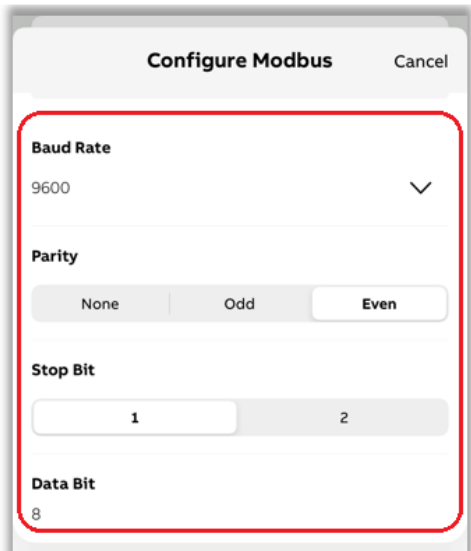 Configure Modbus Cancel
Baud Rate
9600
Parity
None Odd Even
Stop Bit
1 2
Data Bit
8